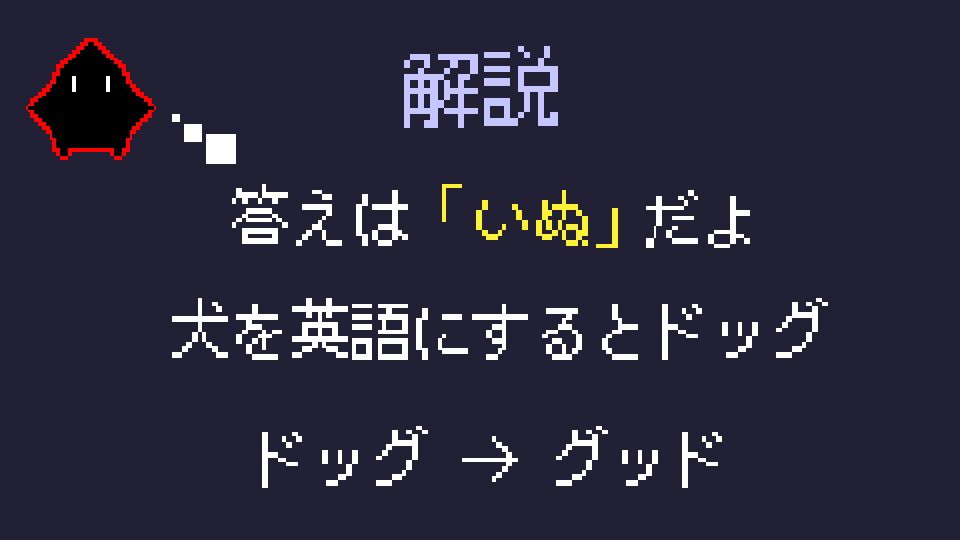 解説
答えは「いぬ」だよ
犬を英語にするとドッグ
ドッグ → グッド